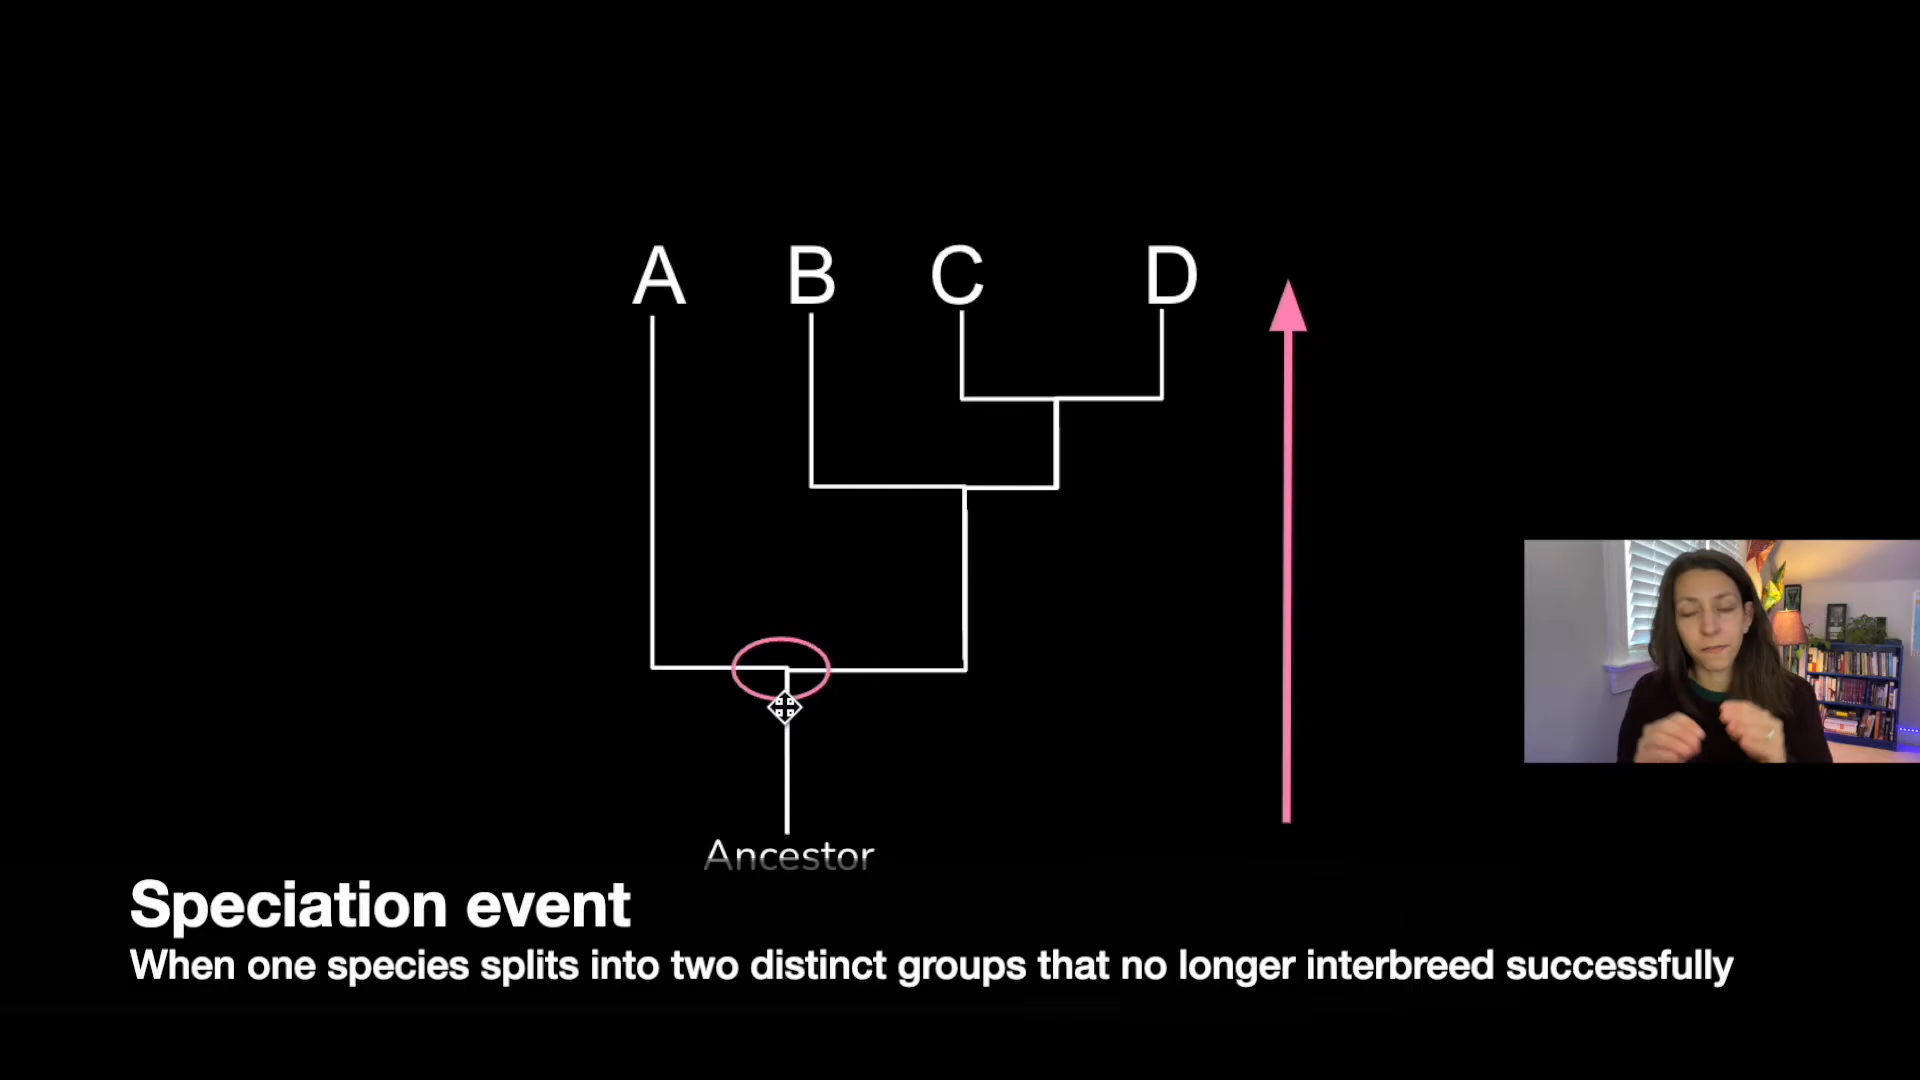 A B C D
Ancestor
Speciation event
When one species splits into two distinct groups that no longer interbreed successfully